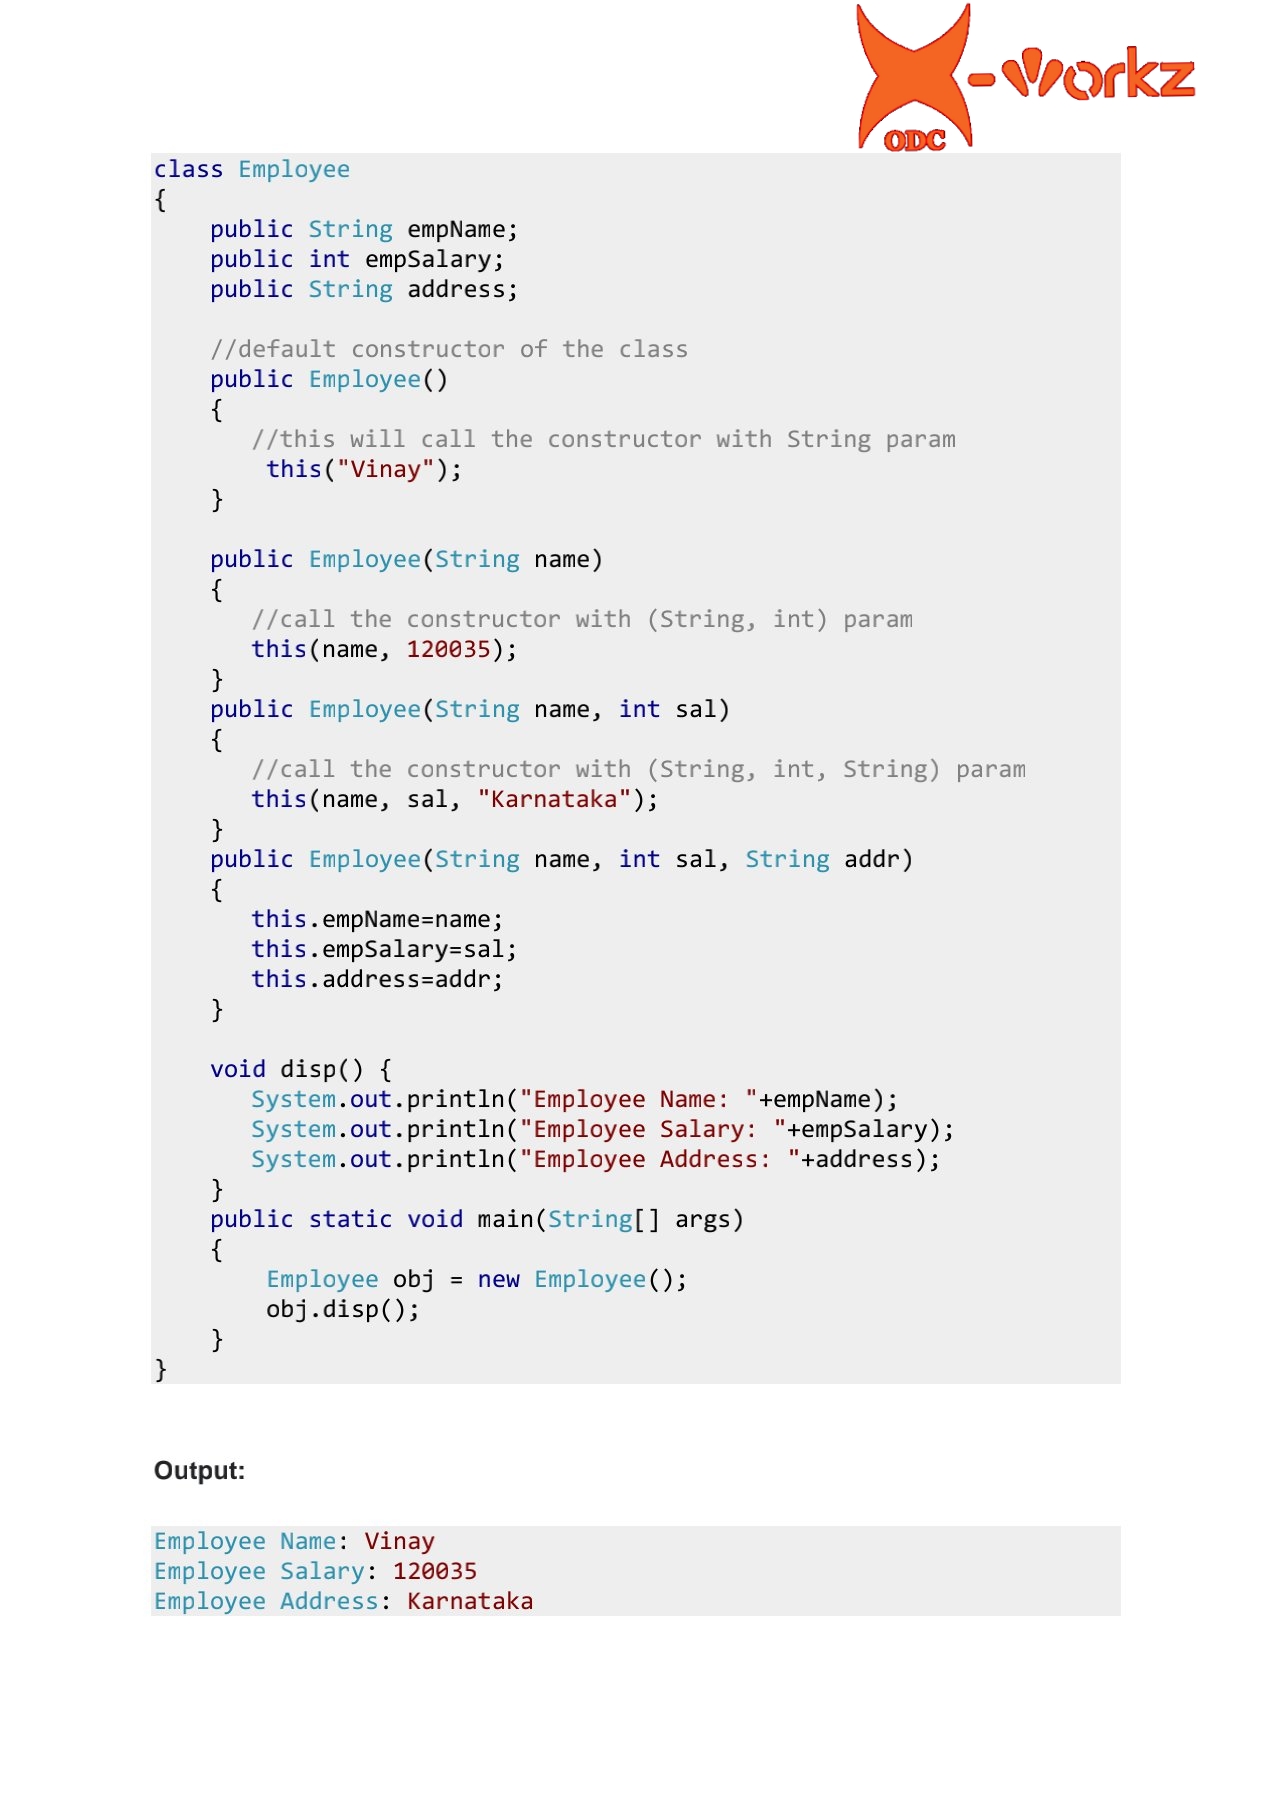 X-workz
ODC
class Employee
{
    public String empName;
    public int empSalary;
    public String address;

    //default constructor of the class
    public Employee()
    {
       //this will call the constructor with String param
        this("Vinay");
    }

    public Employee(String name)
    {
       //call the constructor with (String, int) param
       this(name, 120035);
    }
    public Employee(String name, int sal)
    {
       //call the constructor with (String, int, String) param
       this(name, sal, "Karnataka");
    }
    public Employee(String name, int sal, String addr)
    {
       this.empName=name;
       this.empSalary=sal;
       this.address=addr;
    }

    void disp() {
       System.out.println("Employee Name: "+empName);
       System.out.println("Employee Salary: "+empSalary);
       System.out.println("Employee Address: "+address);
    }
    public static void main(String[] args)
    {
        Employee obj = new Employee();
        obj.disp();
    }
}
Output:
Employee Name: Vinay
Employee Salary: 120035
Employee Address: Karnataka